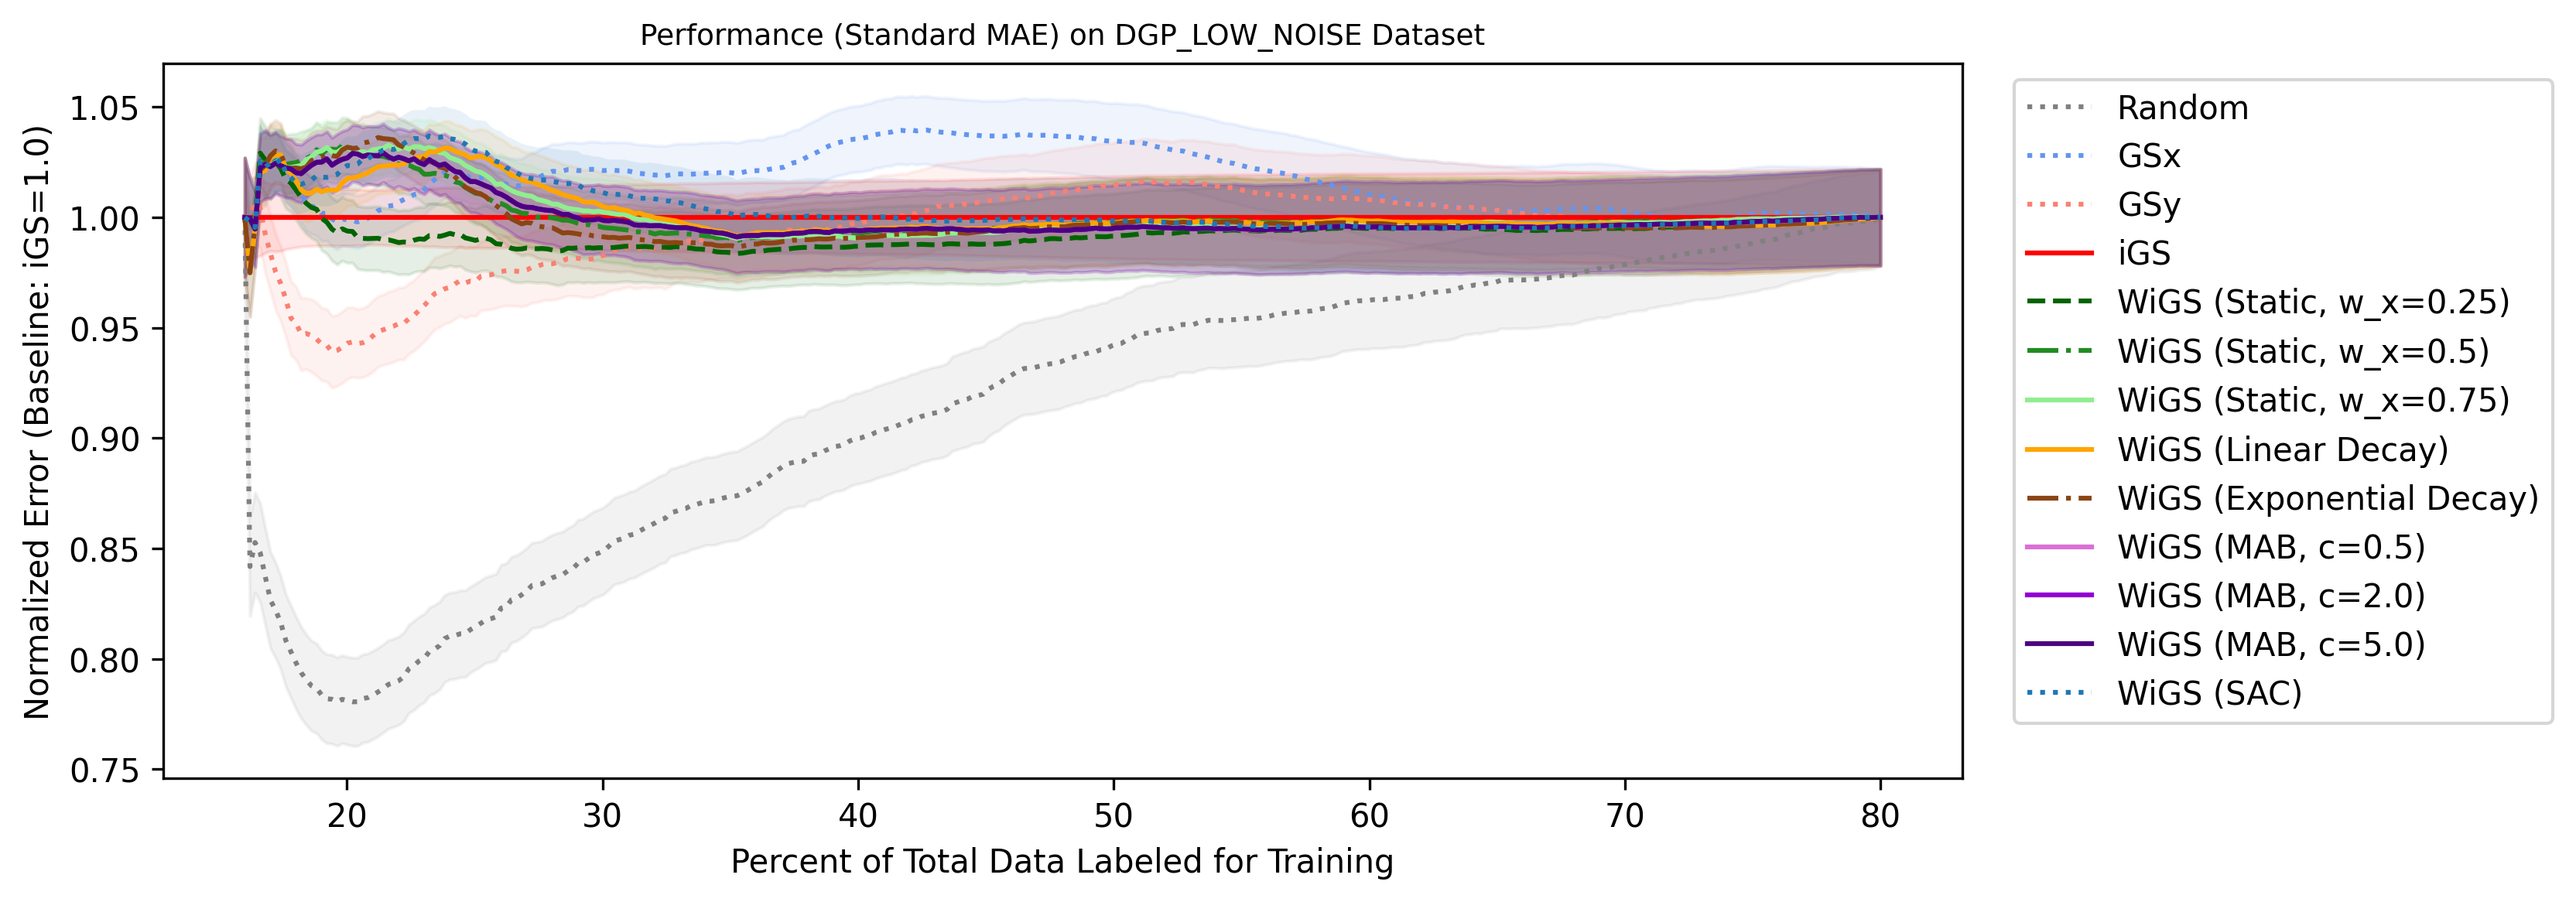 Performance (Standard MAE) on DGP_LOW_NOISE Dataset
Normalized Error (Baseline: iGS=1.0)
1.05
1.00
0.95
0.90
0.85
0.80
0.75
20 30 40 50 60 70 80
Percent of Total Data Labeled for Training
Random
GSx
GSy
iGS
WiGS (Static, w_x=0.25)
WiGS (Static, w_x=0.5)
WiGS (Static, w_x=0.75)
WiGS (Linear Decay)
WiGS (Exponential Decay)
WiGS (MAB, c=0.5)
WiGS (MAB, c=2.0)
WiGS (MAB, c=5.0)
WiGS (SAC)